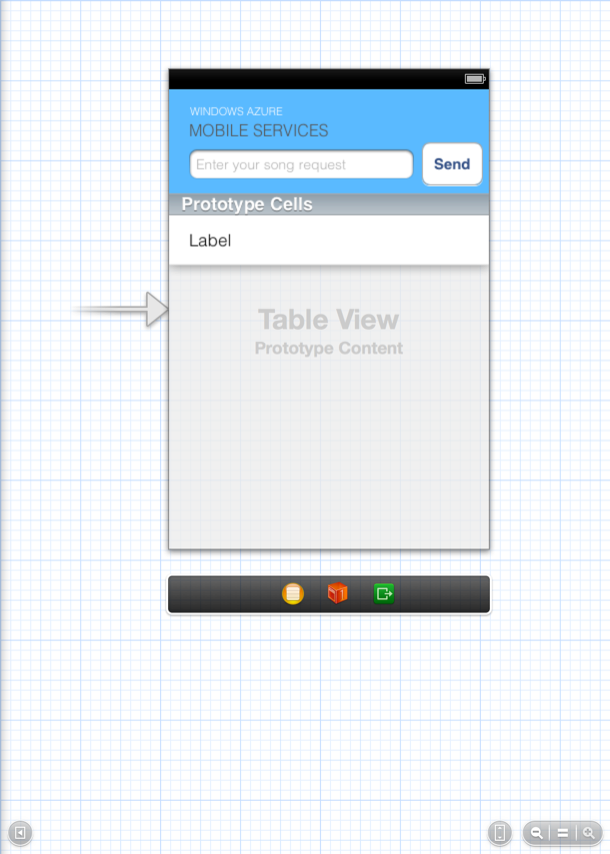 WINDOWS AZURE
MOBILE SERVICES
Enter your song request
Send
Prototype Cells
Label
Table View
Prototype Content